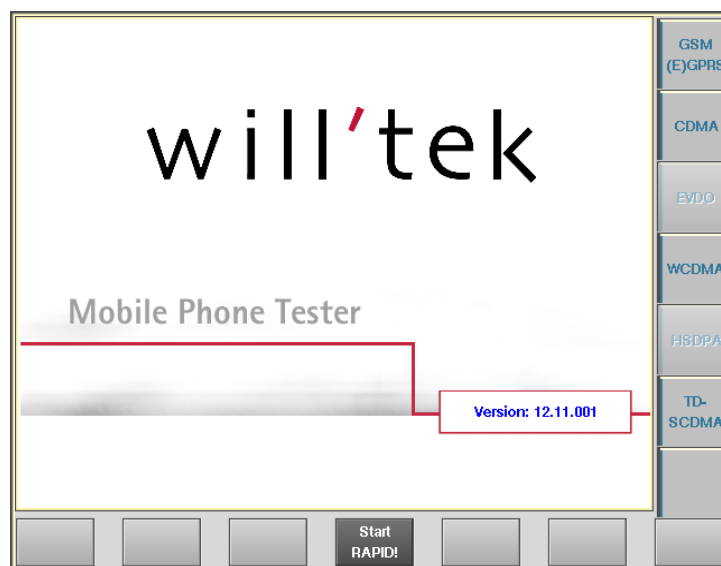 will'tek
Mobile Phone Tester
Version: 12.11.001
GSM
(E)GPRS
CDMA
EVDO
WCDMA
HSDPA
TD-
SCDMA
Start
RAPID!